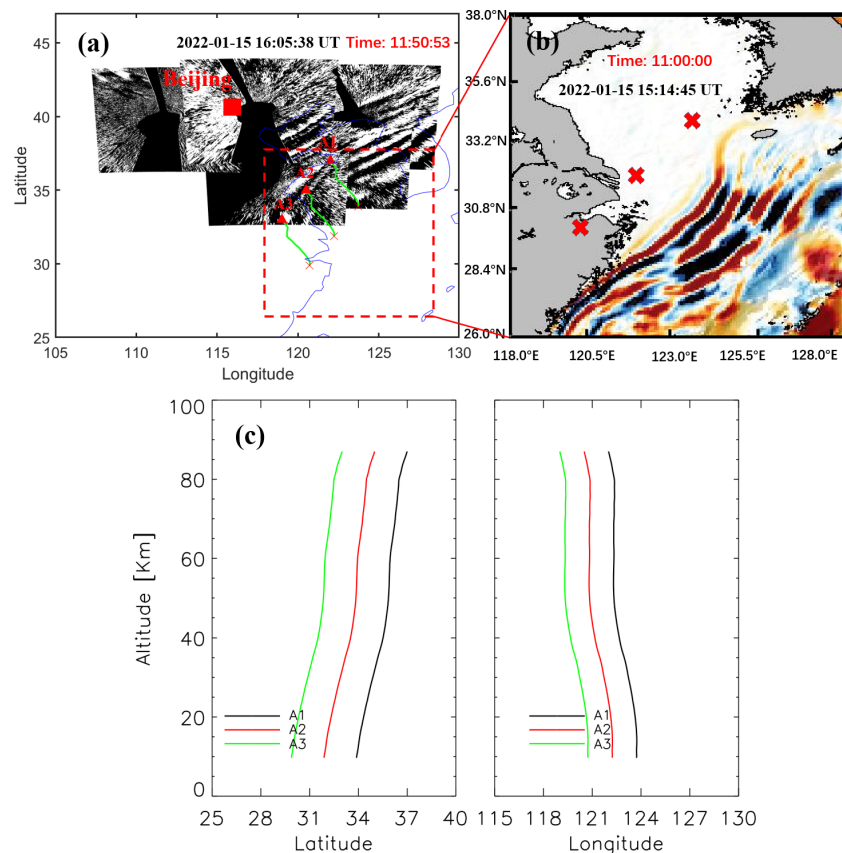 (a) 2022-01-15 16:05:38 UT Time: 11:50:53
Beijing
A1
A2
A3
45
40
35
30
25
Latitude
105 110 115 120 125 130
Longitude
(b)
Time: 11:00:00
2022-01-15 15:14:45 UT
38.0°N
35.6°N
33.2°N
30.8°N
28.4°N
26.0°N
118.0°E 120.5°E 123.0°E 125.5°E 128.0°E
(c)
100
80
60
40
20
0
Altitude [Km]
A1
A2
A3
25 28 31 34 37 40
Latitude
A1
A2
A3
115 118 121 124 127 130
Longitude